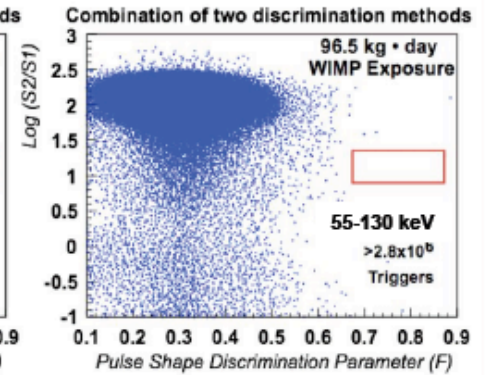 ds
Combination of two discrimination methods
Log (S2/S1)
3
2.5
2
1.5
1
0.5
0
-0.5
-1
96.5 kg • day
WIMP Exposure
55-130 keV
>2.8x10⁶
Triggers
0.9
0.1 0.2 0.3 0.4 0.5 0.6 0.7 0.8 0.9
)
Pulse Shape Discrimination Parameter (F)